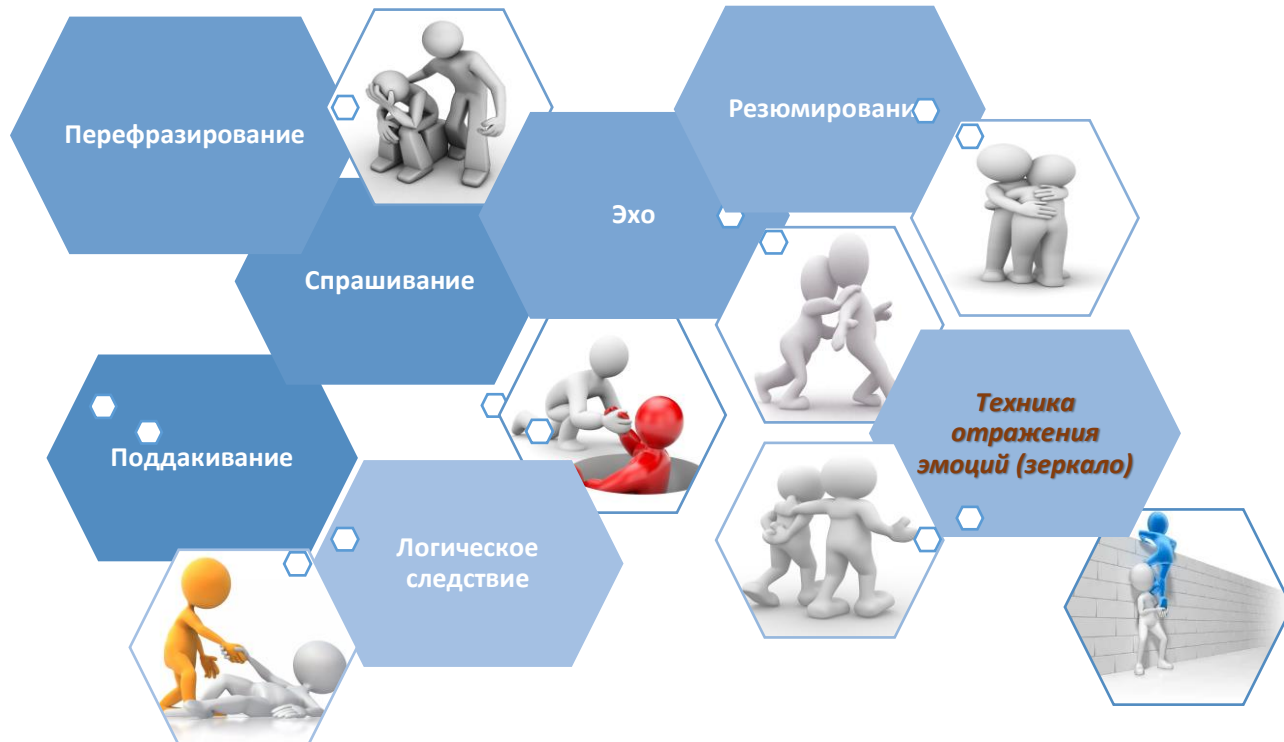 Перефразирование
Резюмировани
Эхо
Спрашивание
Техника
отражения
эмоций (зеркало)
Поддакивание
Логическое
следствие